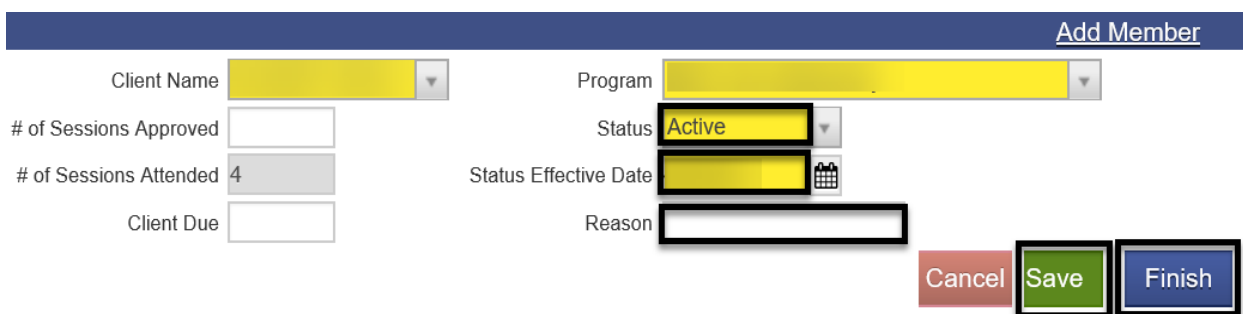 Add Member
Client Name Program
# of Sessions Approved Status Active
# of Sessions Attended 4 Status Effective Date
Client Due Reason
Cancel Save Finish